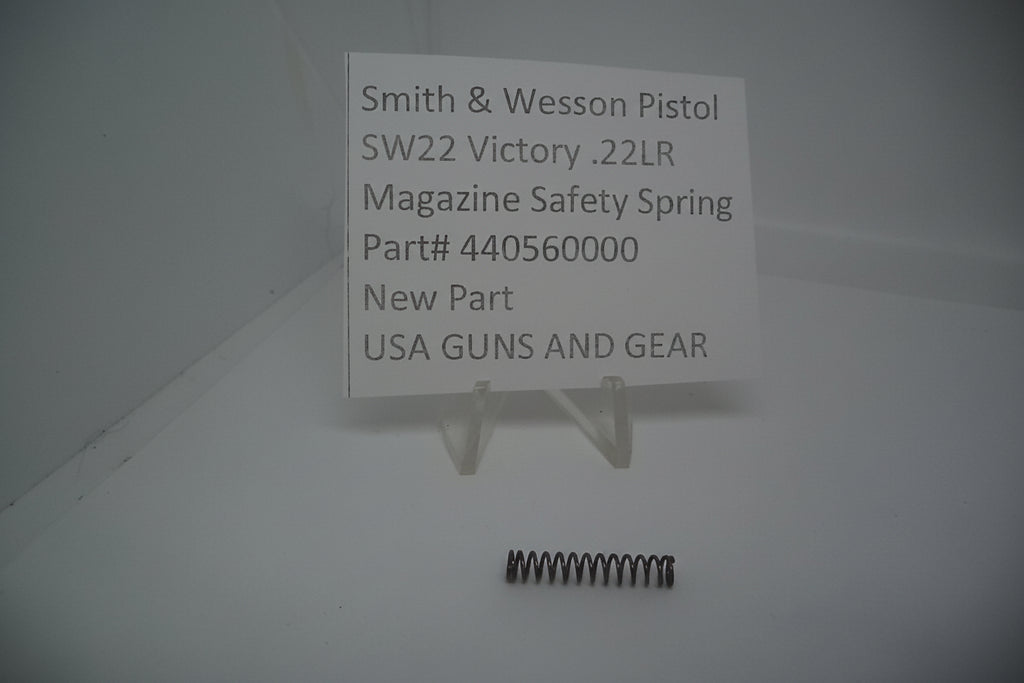 Smith & Wesson Pistol
SW22 Victory .22LR
Magazine Safety Spring
Part# 440560000
New Part
USA GUNS AND GEAR